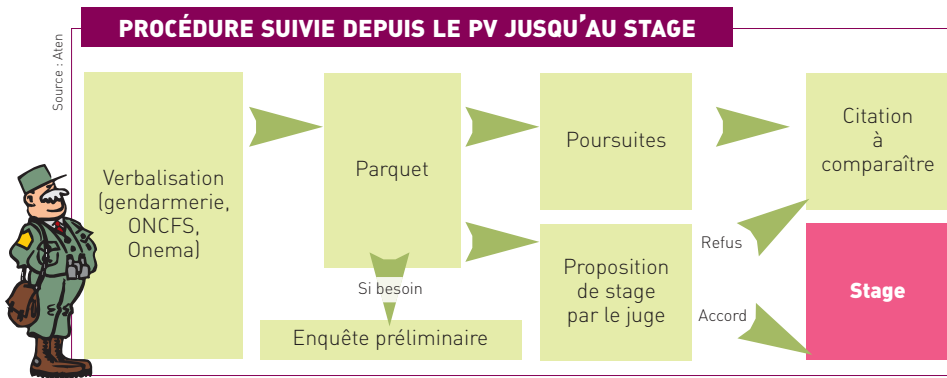 PROCÉDURE SUIVIE DEPUIS LE PV JUSQU'AU STAGE
Source : Aten
Verbalisation
(gendarmerie,
ONCFS,
Onema)
Parquet
Si besoin
Enquête préliminaire
Poursuites
Proposition
de stage
par le juge
Refus
Accord
Citation
à
comparaître
Stage